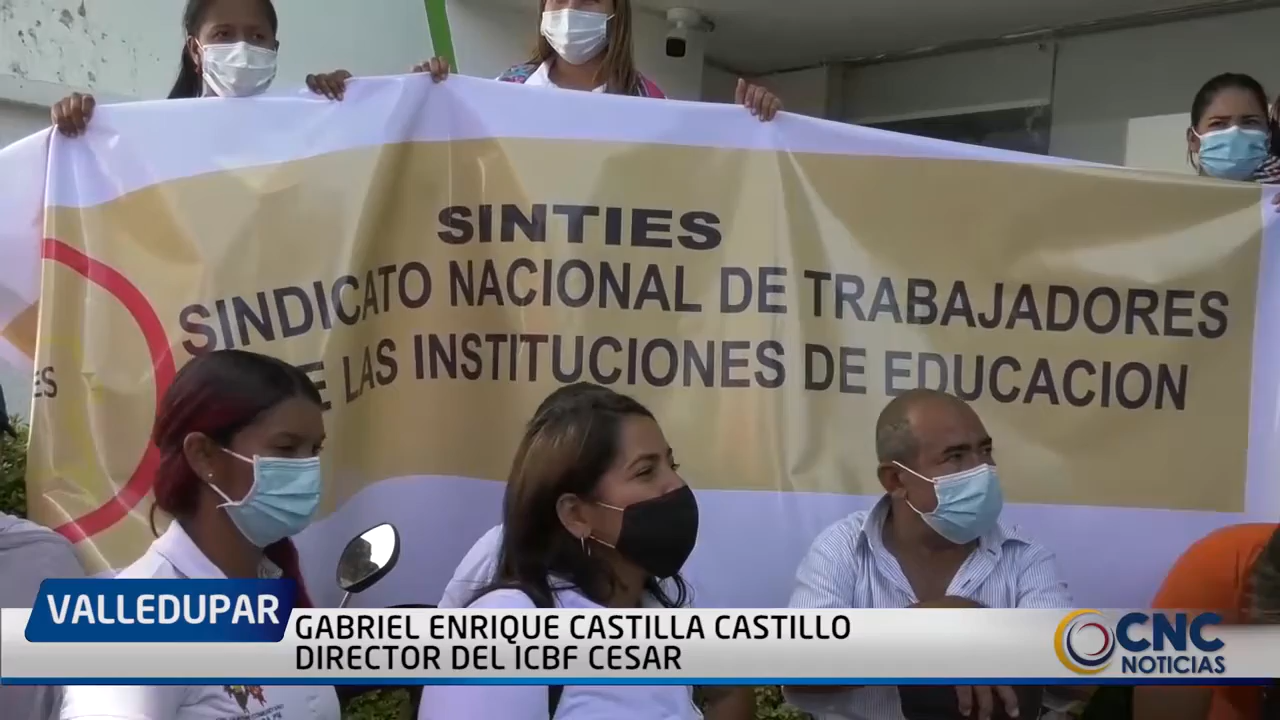 SINTIES
SINDICATO NACIONAL DE TRABAJADORES
E LAS INSTITUCIONES DE EDUCACION
ES
VALLEDUPAR
GABRIEL ENRIQUE CASTILLA CASTILLO
DIRECTOR DEL ICBF CESAR
CNC
NOTICIAS